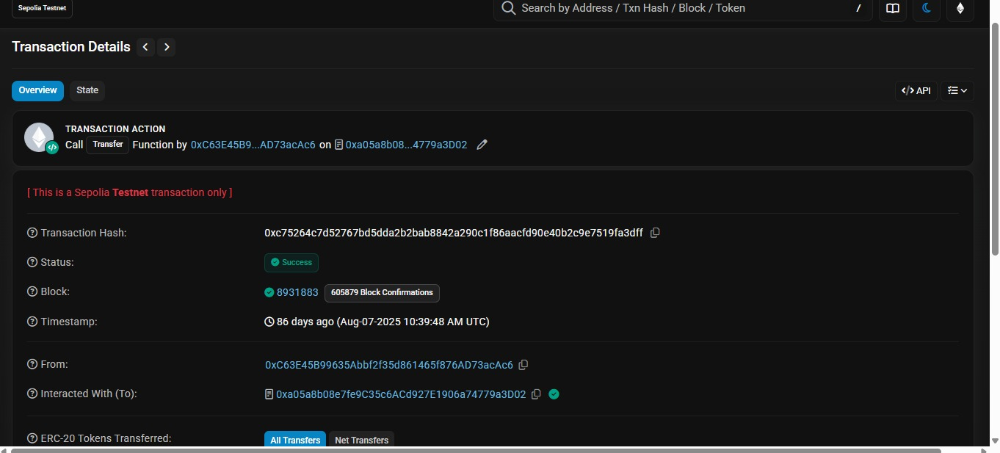 Sepolia Testnet
Search by Address / Txn Hash / Block / Token /
Transaction Details
Overview State </> API
TRANSACTION ACTION
Call Transfer Function by 0xC63E45B9...AD73acAc6 on 0xa05a8b08...4779a3D02
[ This is a Sepolia Testnet transaction only ]
Transaction Hash: 0xc75264c7d52767bd5dda2b2bab8842a290c1f86aacfd90e40b2c9e7519fa3dff
Status: Success
Block: 8931883 605879 Block Confirmations
Timestamp: 86 days ago (Aug-07-2025 10:39:48 AM UTC)
From: 0xC63E45B99635Abbf2f35d861465f876AD73acAc6
Interacted With (To): 0xa05a8b08e7fe9C35c6ACd927E1906a74779a3D02
ERC-20 Tokens Transferred: All Transfers Net Transfers